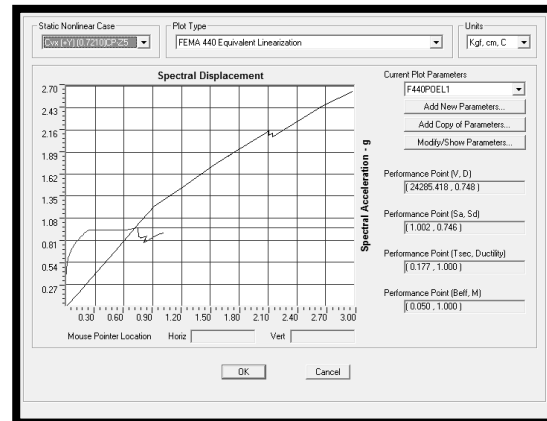 Static Nonlinear Case
Plot Type
Units
Cvx (+Y) (0.7210)CP-Z5
FEMA 440 Equivalent Linearization
Kgf, cm, C
Spectral Displacement
Current Plot Parameters
F440POEL1
Add New Parameters...
Add Copy of Parameters...
Modify/Show Parameters...
2.70
2.43
2.16
1.89
1.62
1.35
1.08
0.81
0.54
0.27
Spectral Acceleration - g
Performance Point (V, D)
( 24285.418 , 0.748 )
Performance Point (Sa, Sd)
( 1.002 , 0.746 )
Performance Point (Tsec, Ductility)
( 0.177 , 1.000 )
Performance Point (Beff, M)
( 0.050 , 1.000 )
0.30 0.60 0.90 1.20 1.50 1.80 2.10 2.40 2.70 3.00
Mouse Pointer Location Horiz Vert
OK Cancel